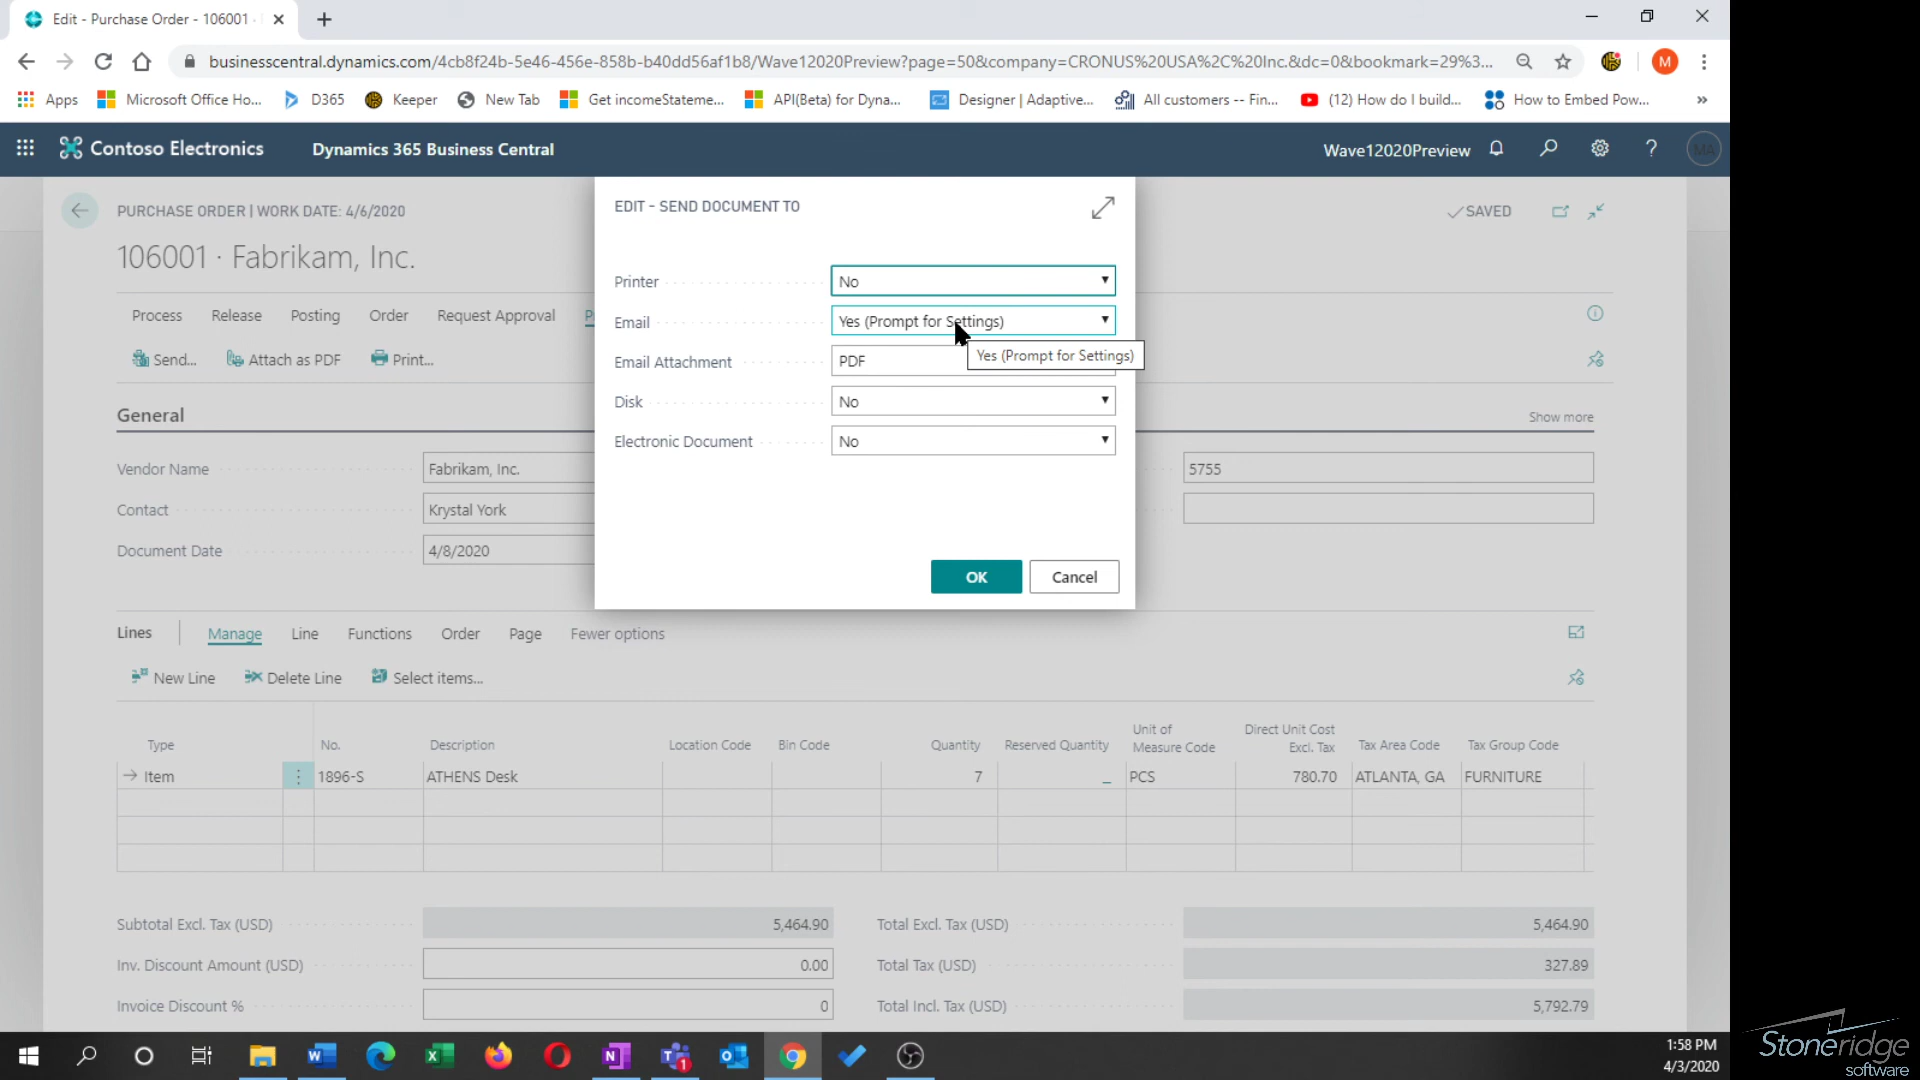 Edit - Purchase Order - 106001 -
businesscentral.dynamics.com/4cb8f24b-5e46-456e-858b-b40dd56af1b8/Wave12020Preview?page=50&company=CRONUS%20USA%2C%20Inc.&dc=0&bookmark=29%3...
M
Apps
Microsoft Office Ho...
D365
Keeper
New Tab
Get incomeStateme...
API(Beta) for Dyna...
Designer | Adaptive...
All customers -- Fin...
(12) How do I build...
How to Embed Pow...
»
Contoso Electronics
Dynamics 365 Business Central
Wave12020Preview
?
MA
PURCHASE ORDER | WORK DATE: 4/6/2020
SAVED
106001 · Fabrikam, Inc.
Process
Release
Posting
Order
Request Approval
Send...
Attach as PDF
Print...
General
Show more
Vendor Name
Fabrikam, Inc.
5755
Contact
Krystal York
Document Date
4/8/2020
EDIT - SEND DOCUMENT TO
Printer
No
Email
Yes (Prompt for Settings)
Yes (Prompt for Settings)
Email Attachment
PDF
Disk
No
Electronic Document
No
OK
Cancel
Lines
Manage
Line
Functions
Order
Page
Fewer options
New Line
Delete Line
Select items...
Type
No.
Description
Location Code
Bin Code
Quantity
Reserved Quantity
Unit of
Measure Code
Direct Unit Cost
Excl. Tax
Tax Area Code
Tax Group Code
Item
1896-S
ATHENS Desk
7
_
PCS
780.70
ATLANTA, GA
FURNITURE
Subtotal Excl. Tax (USD)
5,464.90
Total Excl. Tax (USD)
5,464.90
Inv. Discount Amount (USD)
0.00
Total Tax (USD)
327.89
Invoice Discount %
0
Total Incl. Tax (USD)
5,792.79
1:58 PM
4/3/2020
Stoneridge
software